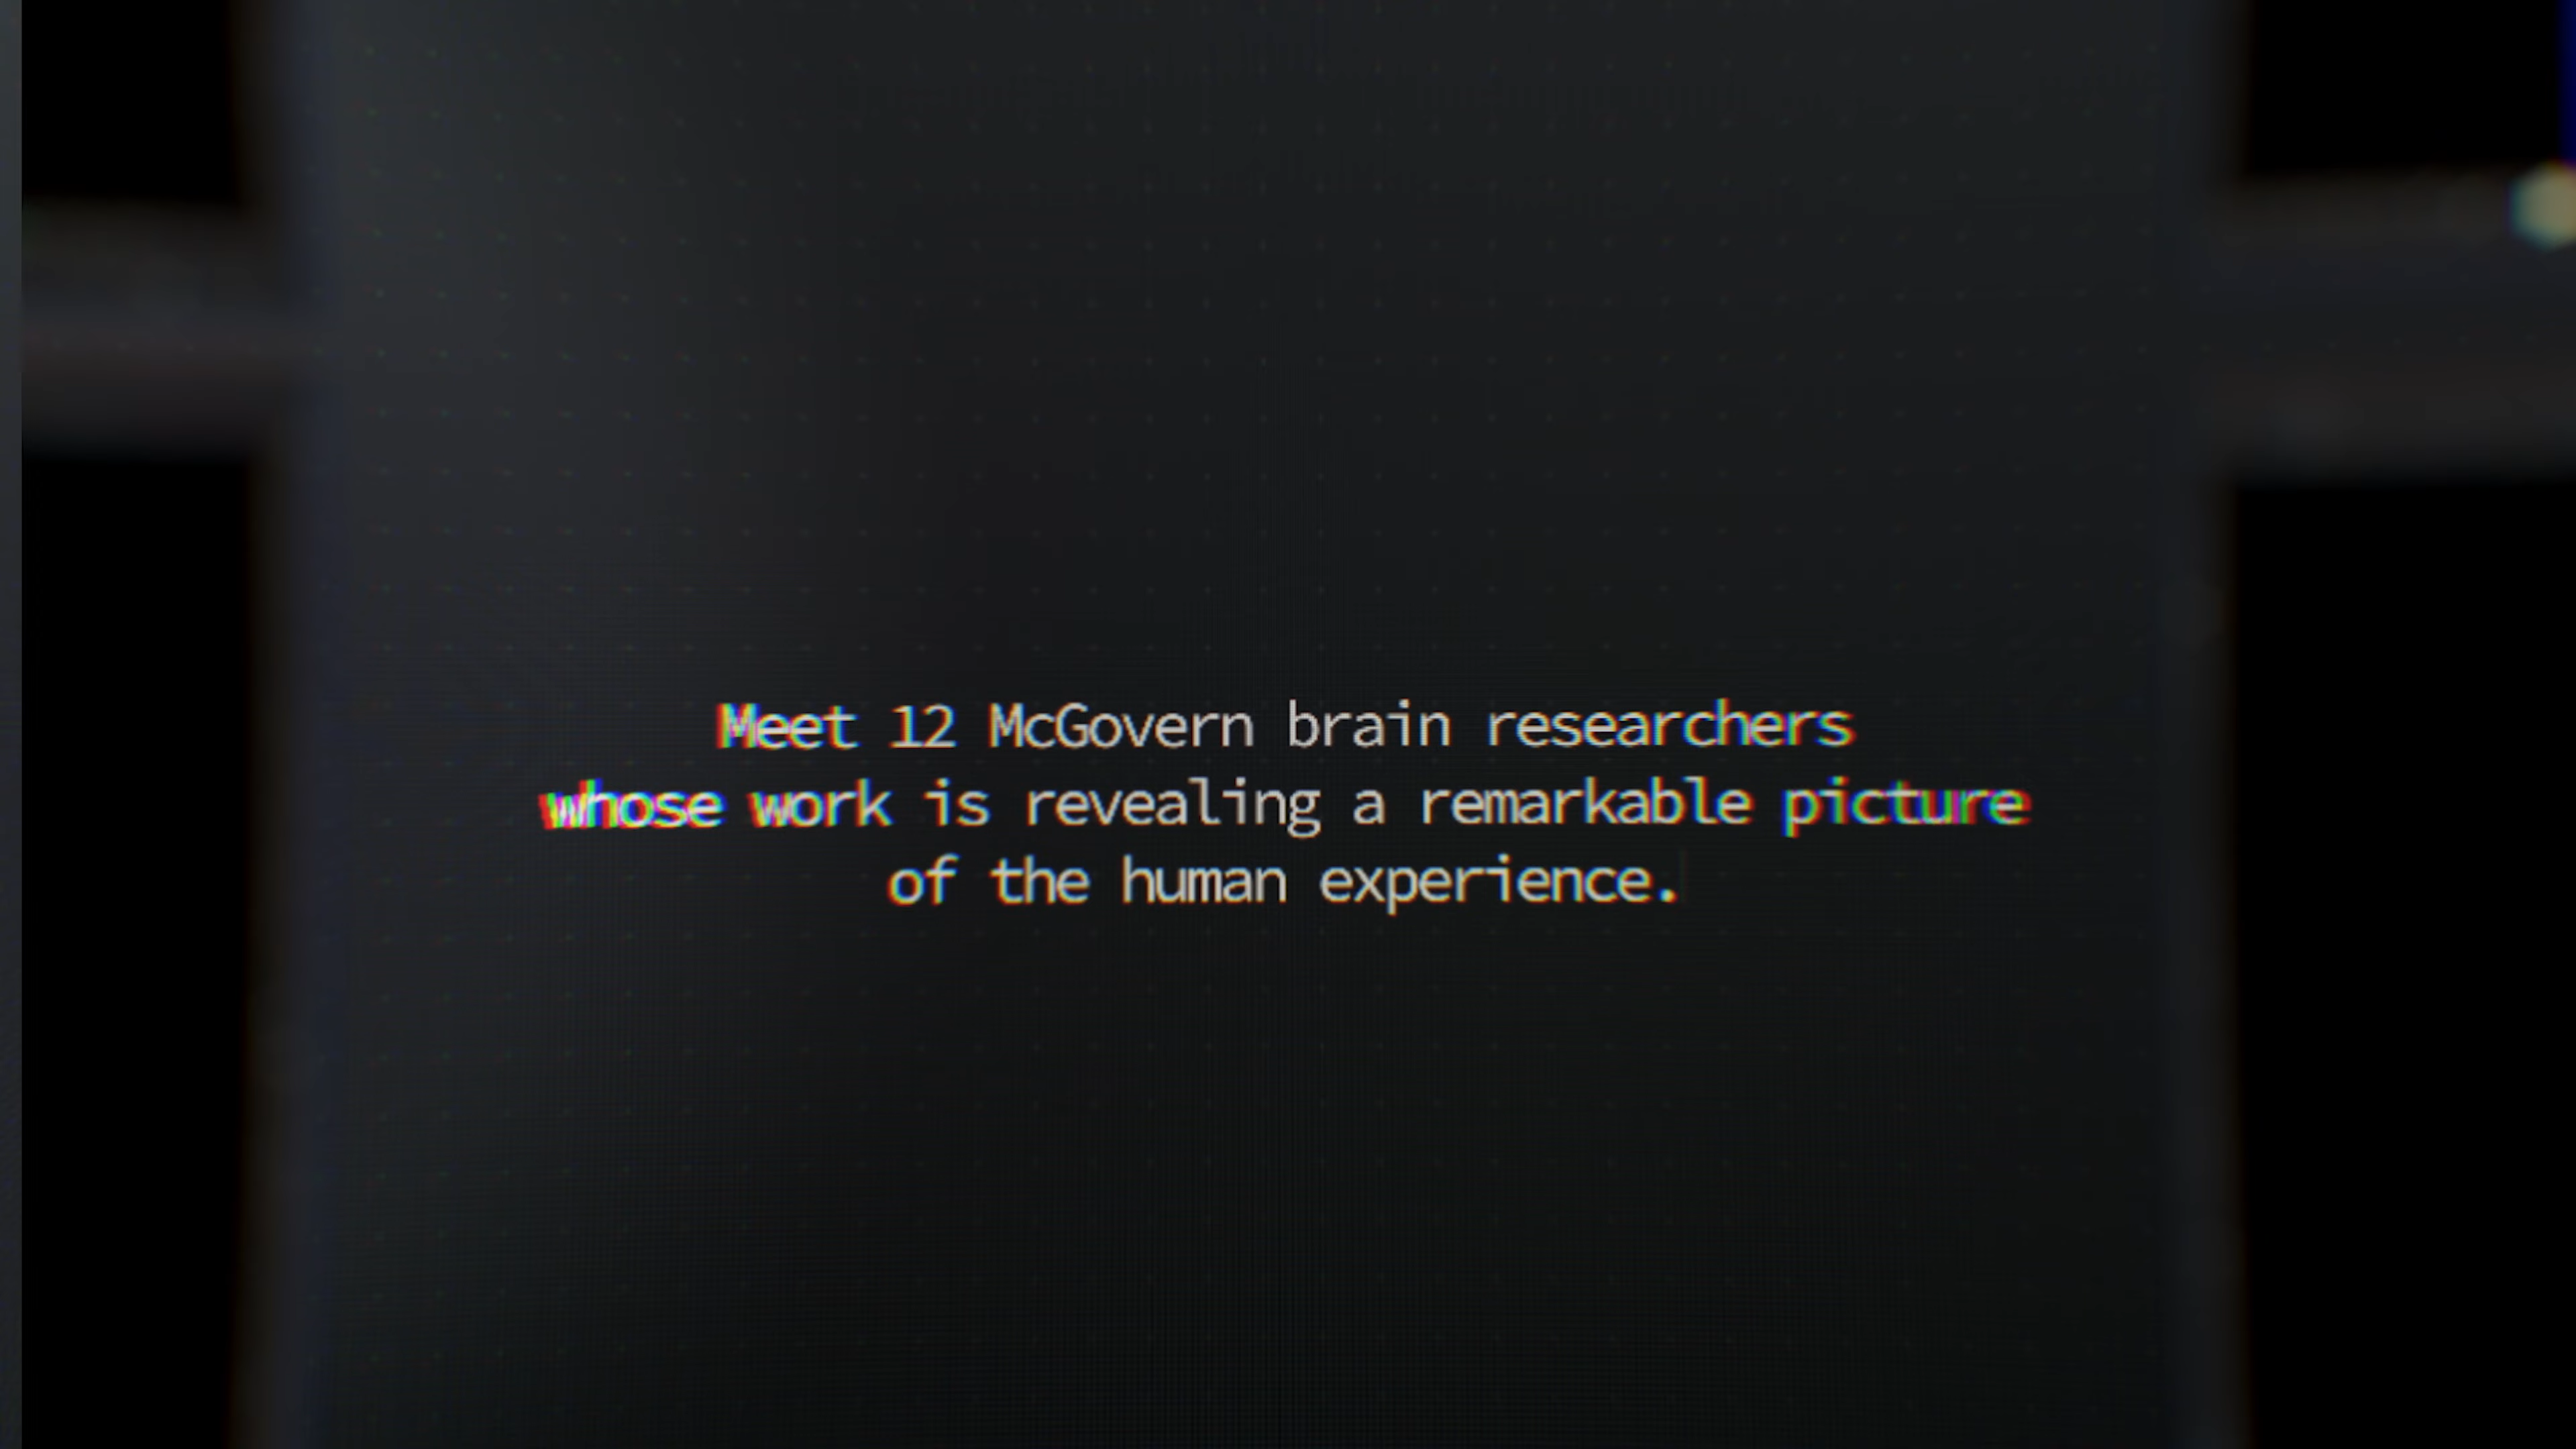 Meet 12 McGovern brain researchers
whose work is revealing a remarkable picture
of the human experience.